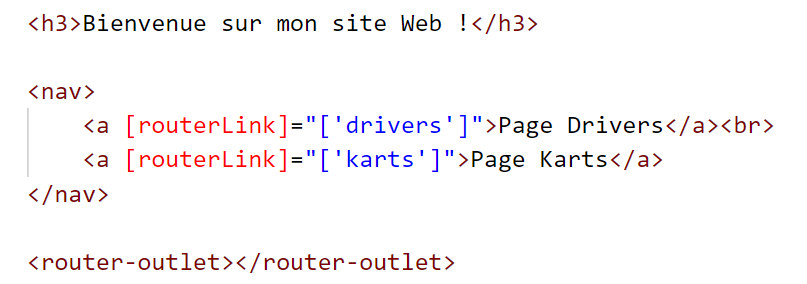 <h3>Bienvenue sur mon site Web !</h3>
<nav>
<a [routerLink]="['drivers']">Page Drivers</a><br>
<a [routerLink]="['karts']">Page Karts</a>
</nav>
<router-outlet></router-outlet>